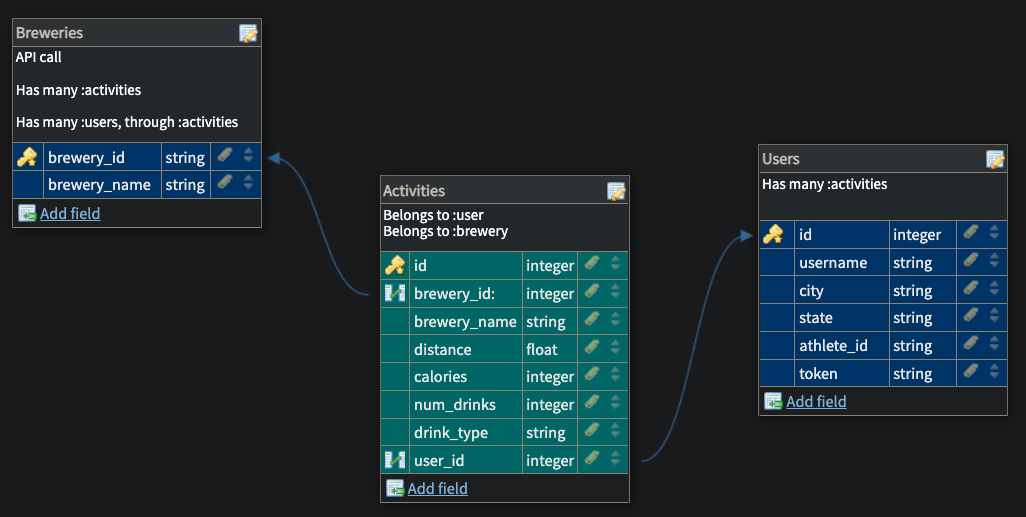 Breweries
API call
Has many :activities
Has many :users, through :activities
brewery_id string
brewery_name string
Add field
Activities
Belongs to :user
Belongs to :brewery
id integer
brewery_id: integer
brewery_name string
distance float
calories integer
num_drinks integer
drink_type string
user_id integer
Add field
Users
Has many :activities
id integer
username string
city string
state string
athlete_id string
token string
Add field